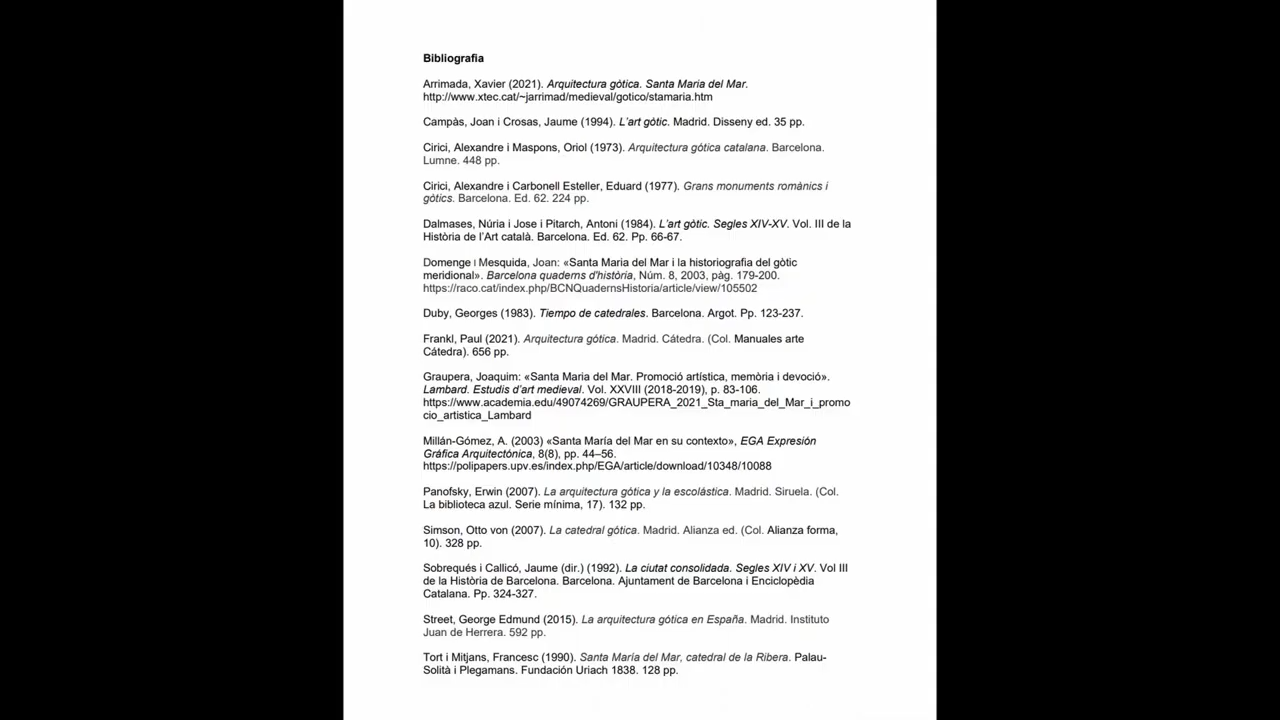 Bibliografia
Arrimada, Xavier (2021). Arquitectura gòtica. Santa Maria del Mar.
http://www.xtec.cat/~jarrimad/medieval/gotico/stamaria.htm
Campàs, Joan i Crosas, Jaume (1994). L'art gòtic. Madrid. Disseny ed. 35 pp.
Cirici, Alexandre i Maspons, Oriol (1973). Arquitectura gótica catalana. Barcelona.
Lumne. 448 pp.
Cirici, Alexandre i Carbonell Esteller, Eduard (1977). Grans monuments romànics i
gòtics. Barcelona. Ed. 62. 224 pp.
Dalmases, Núria i Jose i Pitarch, Antoni (1984). L'art gòtic. Segles XIV-XV. Vol. III de la
Història de l'Art català. Barcelona. Ed. 62. Pp. 66-67.
Domenge i Mesquida, Joan: «Santa Maria del Mar i la historiografia del gòtic
meridional». Barcelona quaderns d'història, Núm. 8, 2003, pàg. 179-200.
https://raco.cat/index.php/BCNQuadernsHistoria/article/view/105502
Duby, Georges (1983). Tiempo de catedrales. Barcelona. Argot. Pp. 123-237.
Frankl, Paul (2021). Arquitectura gótica. Madrid. Cátedra. (Col. Manuales arte
Cátedra). 656 pp.
Graupera, Joaquim: «Santa Maria del Mar. Promoció artística, memòria i devoció».
Lambard. Estudis d'art medieval. Vol. XXVIII (2018-2019), p. 83-106.
https://www.academia.edu/49074269/GRAUPERA_2021_Sta_maria_del_Mar_i_promo
cio_artistica_Lambard
Millán-Gómez, A. (2003) «Santa María del Mar en su contexto», EGA Expresión
Gráfica Arquitectónica, 8(8), pp. 44–56.
https://polipapers.upv.es/index.php/EGA/article/download/10348/10088
Panofsky, Erwin (2007). La arquitectura gótica y la escolástica. Madrid. Siruela. (Col.
La biblioteca azul. Serie mínima, 17). 132 pp.
Simson, Otto von (2007). La catedral gótica. Madrid. Alianza ed. (Col. Alianza forma,
10). 328 pp.
Sobrequés i Callicó, Jaume (dir.) (1992). La ciutat consolidada. Segles XIV i XV. Vol III
de la Història de Barcelona. Barcelona. Ajuntament de Barcelona i Enciclopèdia
Catalana. Pp. 324-327.
Street, George Edmund (2015). La arquitectura gótica en España. Madrid. Instituto
Juan de Herrera. 592 pp.
Tort i Mitjans, Francesc (1990). Santa María del Mar, catedral de la Ribera. Palau-
Solità i Plegamans. Fundación Uriach 1838. 128 pp.